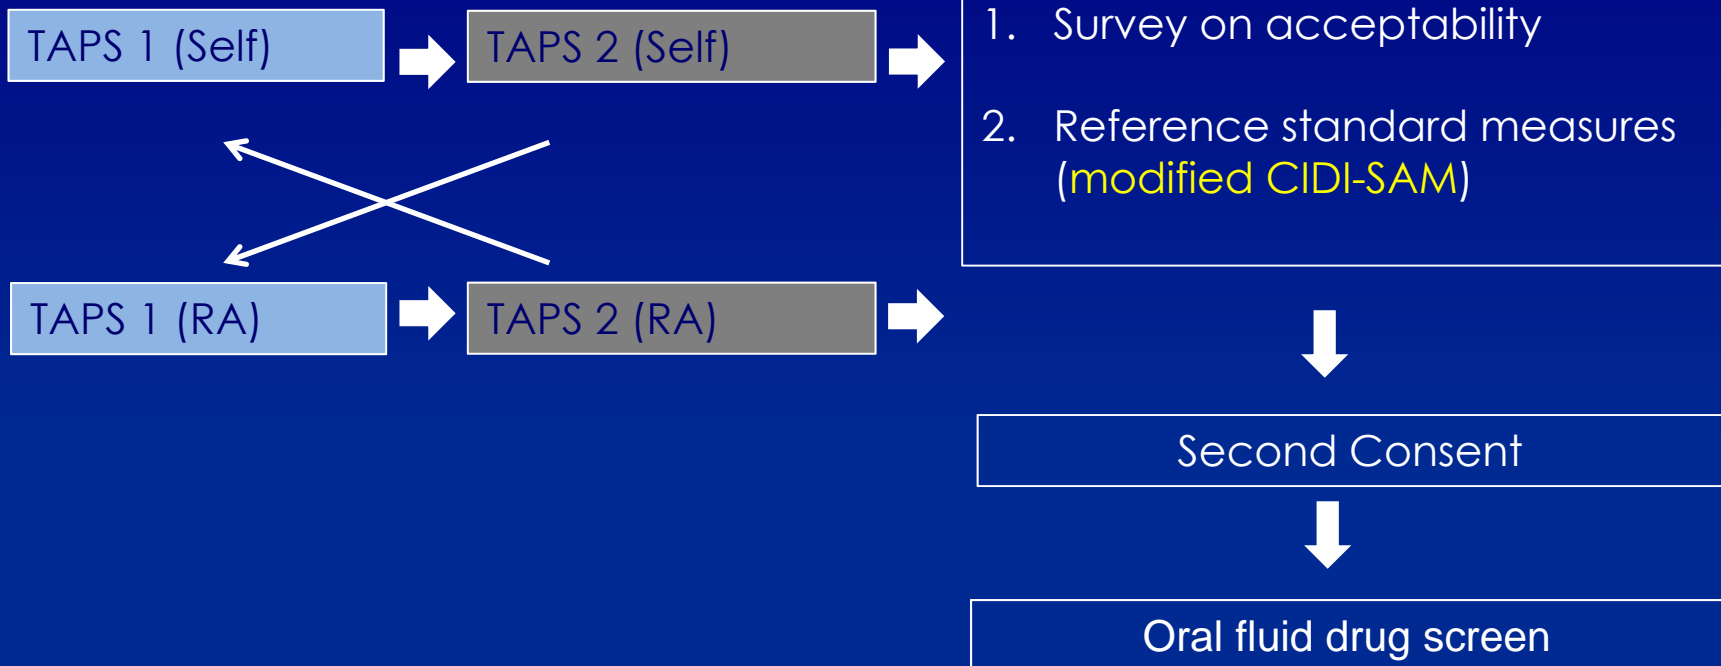 TAPS 1 (Self)
TAPS 2 (Self)
1. Survey on acceptability
2. Reference standard measures
(modified CIDI-SAM)
TAPS 1 (RA)
TAPS 2 (RA)
Second Consent
Oral fluid drug screen